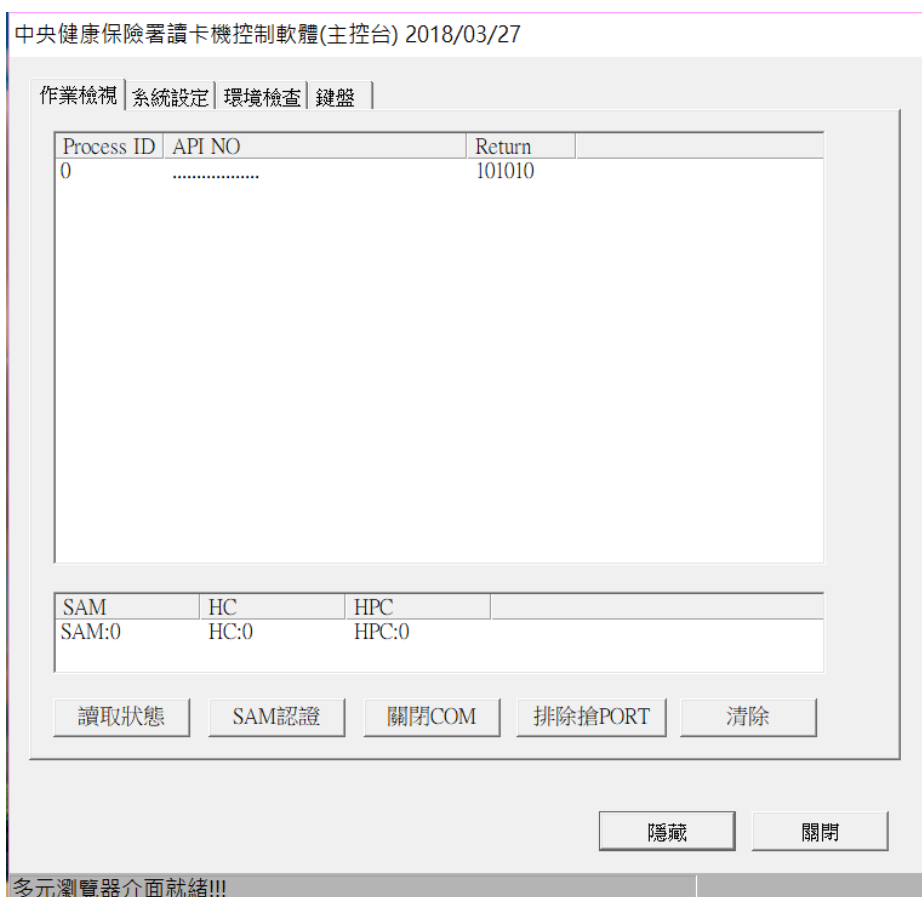 中央健康保險署讀卡機控制軟體(主控台) 2018/03/27
作業檢視 系統設定 環境檢查 鍵盤
Process ID API NO Return
0 .................. 101010
SAM HC HPC
SAM:0 HC:0 HPC:0
讀取狀態 SAM認證 關閉COM 排除搶PORT 清除
隱藏 關閉
多元瀏覽器介面就緒!!!